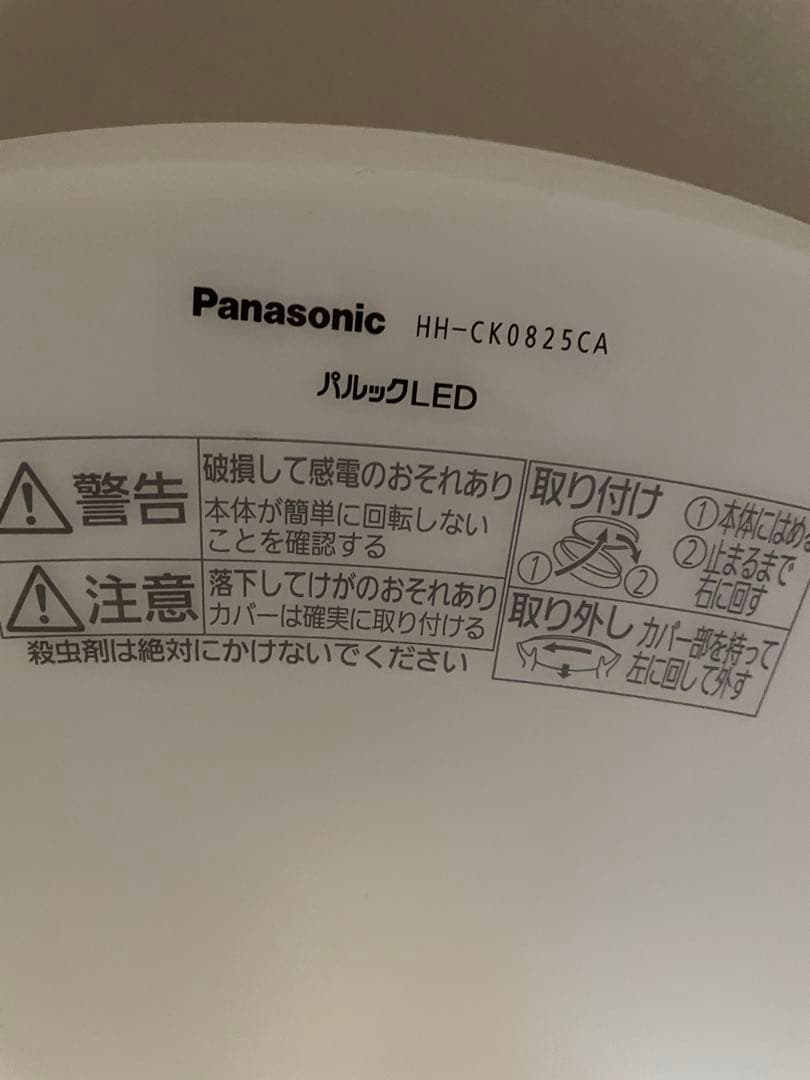 Panasonic HH-CK0825CA
パルックLED
警告
破損して感電のおそれあり
本体が簡単に回転しない
ことを確認する
注意
落下してけがのおそれあり
カバーは確実に取り付ける
殺虫剤は絶対にかけないでください
取り付け
①本体にはめる
②止まるまで
右に回す
① ②
取り外し
カバー部を持って
左に回して外す